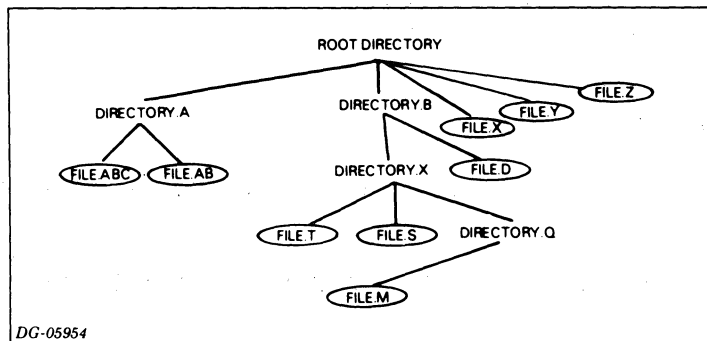 ROOT DIRECTORY
DIRECTORY.A
DIRECTORY.B
FILE.X
FILE.Y
FILE.Z
FILE.ABC
FILE.AB
DIRECTORY.X
FILE.D
FILE.T
FILE.S
DIRECTORY.Q
FILE.M
DG-05954